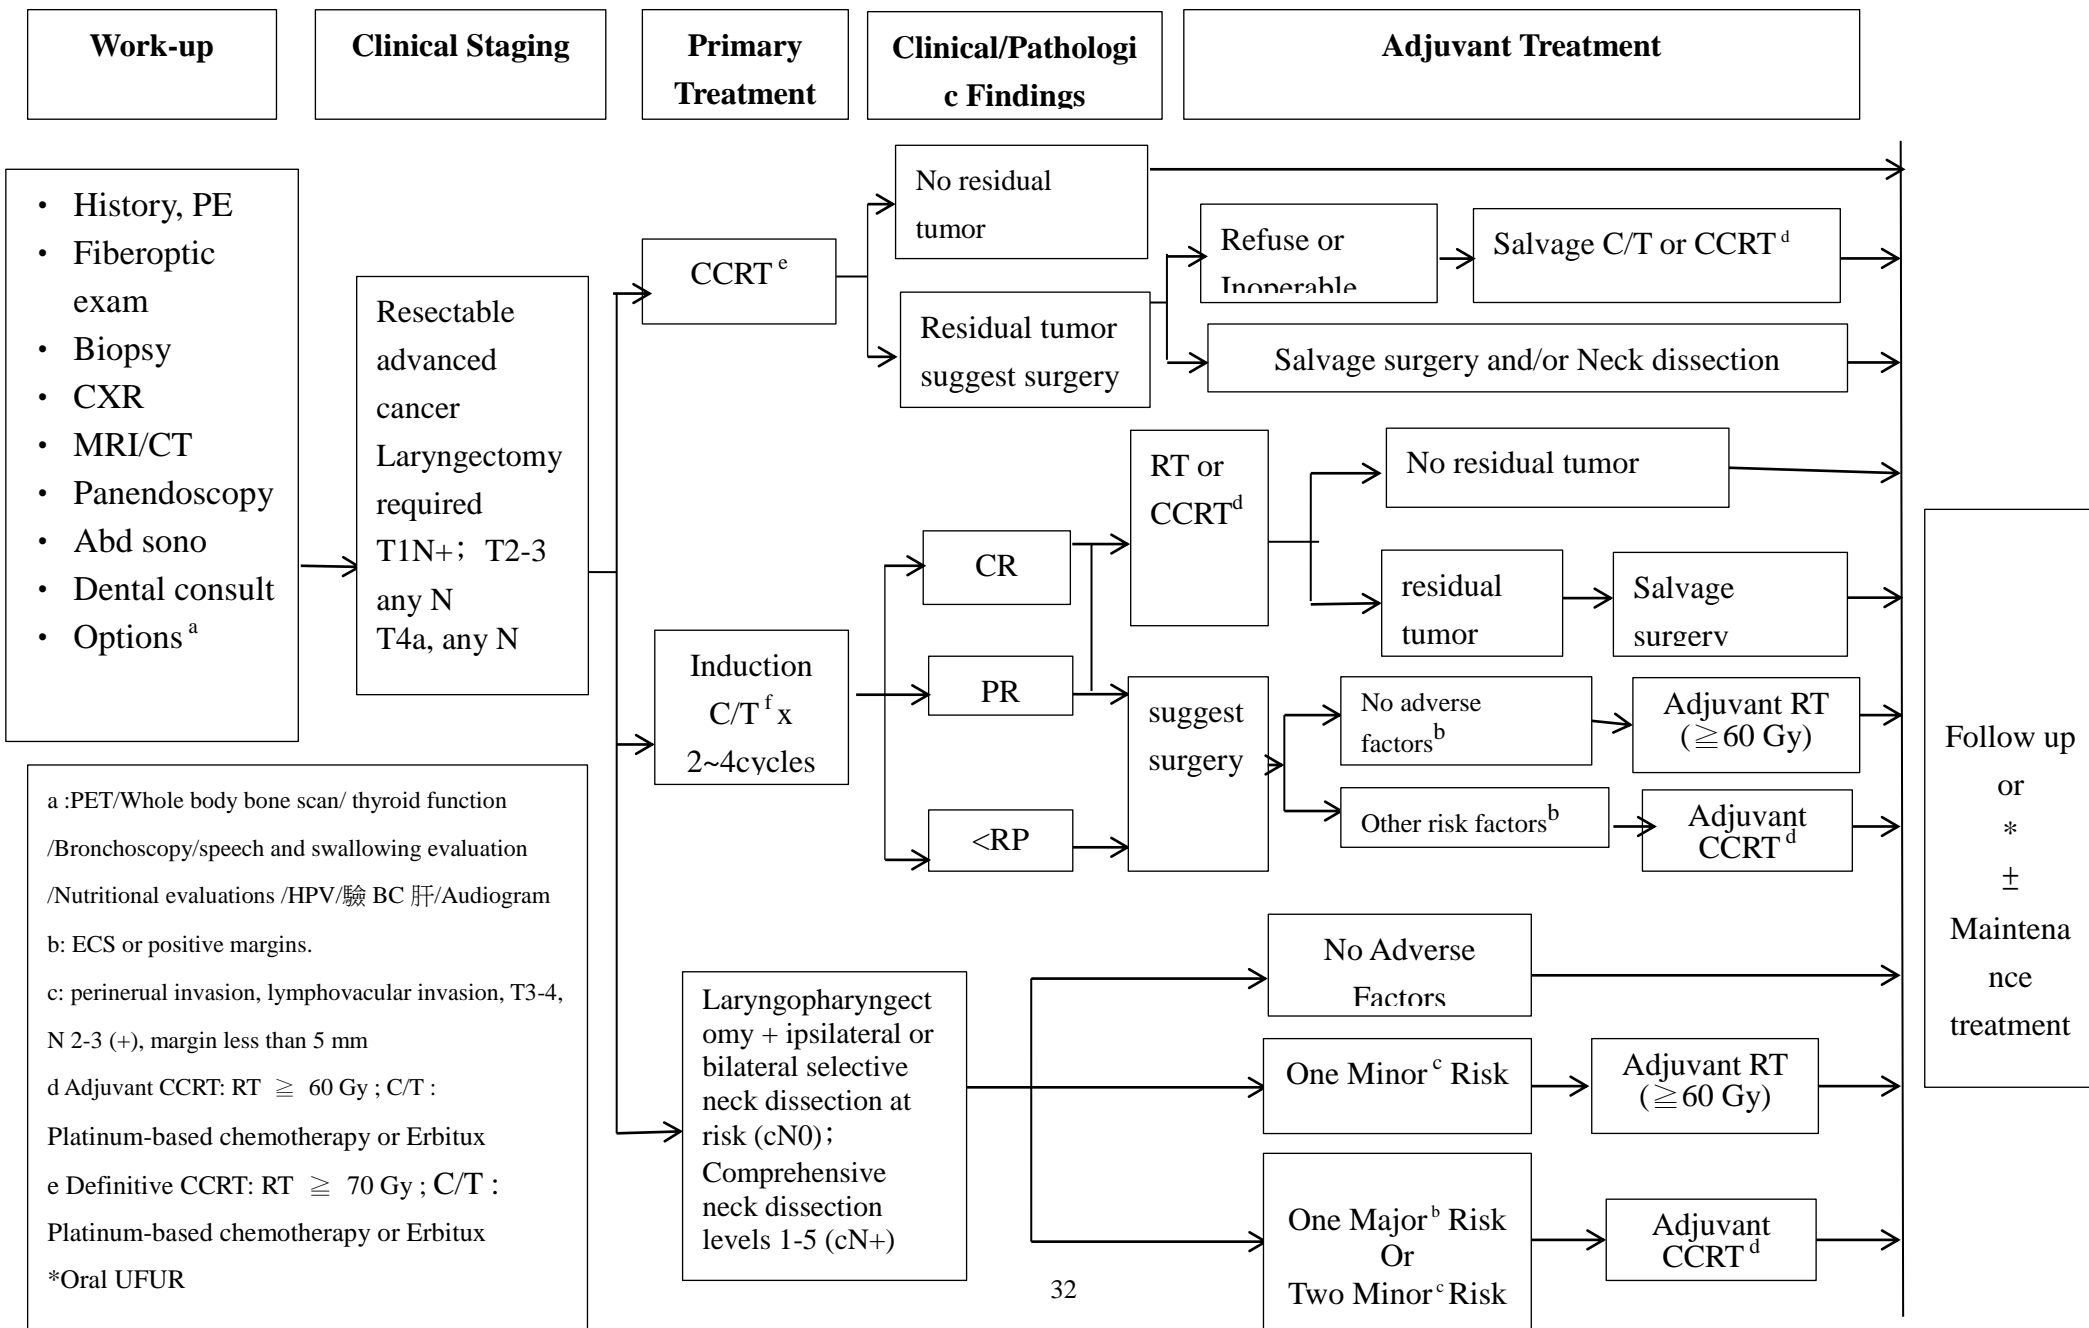 Work-up
Clinical Staging
Primary
Treatment
Clinical/Pathologi
c Findings
Adjuvant Treatment
・ History, PE
・ Fiberoptic
exam
・ Biopsy
・ CXR
・ MRI/CT
・ Panendoscopy
・ Abd sono
・ Dental consult
・ Options a
Resectable
advanced
cancer
Laryngectomy
required
T1N+； T2-3
any N
T4a, any N
CCRT e
No residual
tumor
Residual tumor
suggest surgery
Refuse or
Inoperable
Salvage C/T or CCRT d
Salvage surgery and/or Neck dissection
Induction
C/T f x
2~4cycles
CR
PR
<RP
RT or
CCRTd
No residual tumor
residual
tumor
Salvage
surgery
suggest
surgery
No adverse
factorsb
Adjuvant RT
(≧60 Gy)
Other risk factorsb
Adjuvant
CCRT d
Laryngopharyngect
omy + ipsilateral or
bilateral selective
neck dissection at
risk (cN0)；
Comprehensive
neck dissection
levels 1-5 (cN+)
No Adverse
Factors
One Minor c Risk
Adjuvant RT
(≧60 Gy)
One Major b Risk
Or
Two Minor c Risk
Adjuvant
CCRT d
Follow up
or
*
±
Maintena
nce
treatment
a :PET/Whole body bone scan/ thyroid function
/Bronchoscopy/speech and swallowing evaluation
/Nutritional evaluations /HPV/驗 BC 肝/Audiogram
b: ECS or positive margins.
c: perinerual invasion, lymphovacular invasion, T3-4,
N 2-3 (+), margin less than 5 mm
d Adjuvant CCRT: RT ≧ 60 Gy ; C/T :
Platinum-based chemotherapy or Erbitux
e Definitive CCRT: RT ≧ 70 Gy ; C/T :
Platinum-based chemotherapy or Erbitux
*Oral UFUR
32